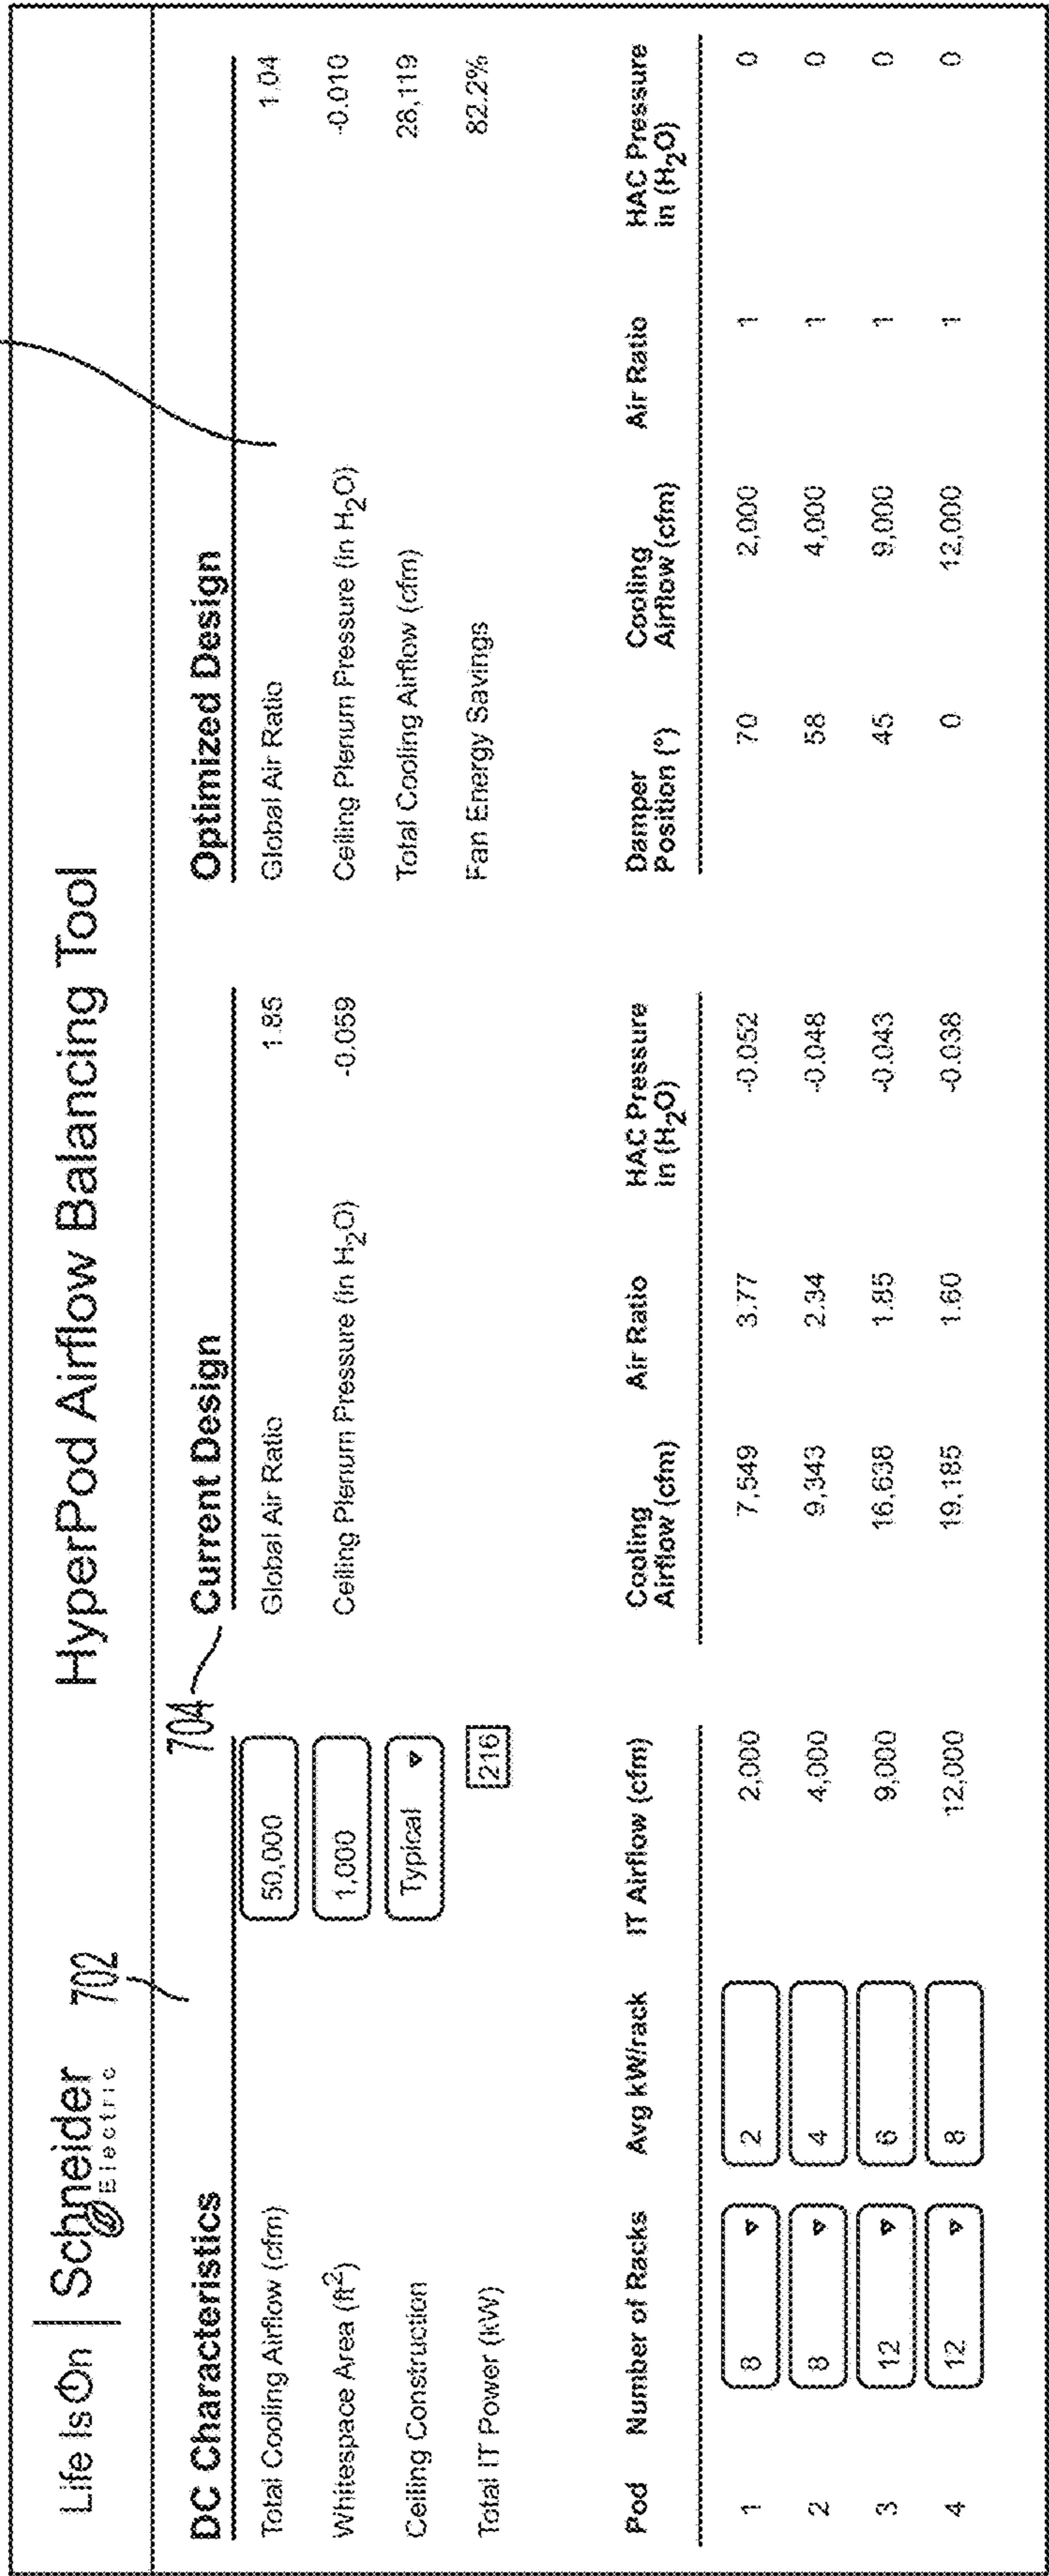 Life Is On | Schneider Electric
HyperPod Airflow Balancing Tool
702
704
DC Characteristics
Total Cooling Airflow (cfm) 50,000
Whitespace Area (ft2) 1,000
Ceiling Construction Typical
Total IT Power (kW) 216
Current Design
Global Air Ratio 1.85
Ceiling Plenum Pressure (in H2O) -0.059
Optimized Design
Global Air Ratio 1.04
Ceiling Plenum Pressure (in H2O) -0.010
Total Cooling Airflow (cfm) 28,119
Fan Energy Savings 82.2%
Pod Number of Racks Avg kW/rack IT Airflow (cfm) Cooling Airflow (cfm) Air Ratio HAC Pressure in (H2O) Damper Position (°) Cooling Airflow (cfm) Air Ratio HAC Pressure in (H2O)
1 8 2 2,000 7,549 3.77 -0.052 70 2,000 1 0
2 8 4 4,000 9,343 2.34 -0.048 58 4,000 1 0
3 12 6 9,000 16,638 1.85 -0.043 45 9,000 1 0
4 12 8 12,000 19,185 1.60 -0.038 0 12,000 1 0